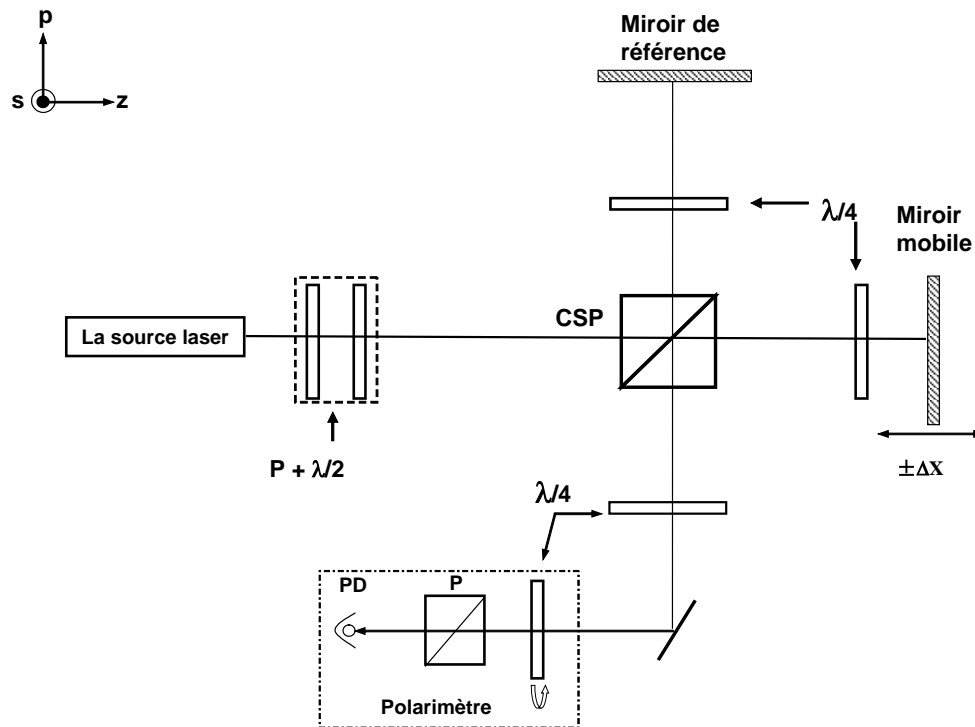 p
s
z
Miroir de
référence
λ/4
Miroir
mobile
CSP
La source laser
P + λ/2
±ΔX
λ/4
PD
P
Polarimètre